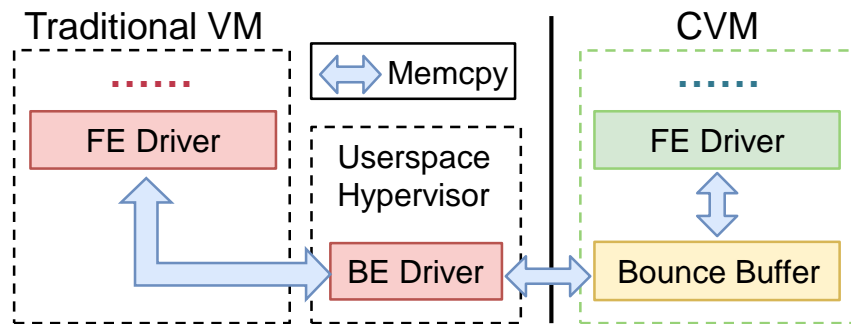 Traditional VM
CVM
......
Memcpy
......
FE Driver
FE Driver
Userspace
Hypervisor
BE Driver
Bounce Buffer